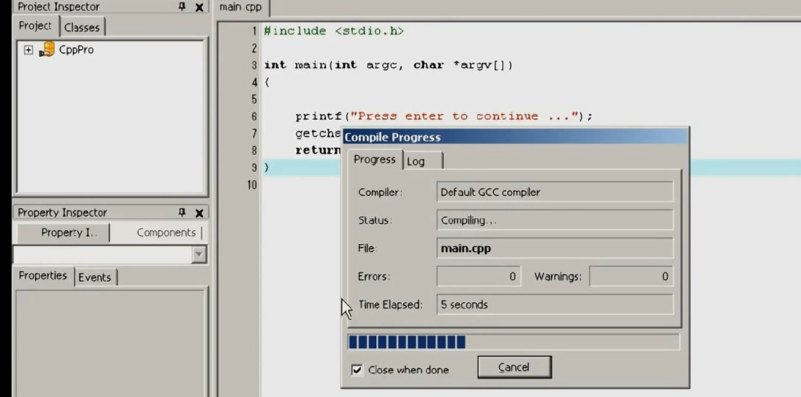 Project Inspector
Project Classes
CppPro
Property Inspector
Property I.. Components
Properties Events
main.cpp
1 #include <stdio.h>
2
3 int main(int argc, char *argv[])
4 {
5
6 printf("Press enter to continue ...");
7 getcha
8 return
9 }
10
Compile Progress
Progress Log
Compiler: Default GCC compiler
Status: Compiling...
File: main.cpp
Errors: 0 Warnings: 0
Time Elapsed: 5 seconds
Close when done Cancel